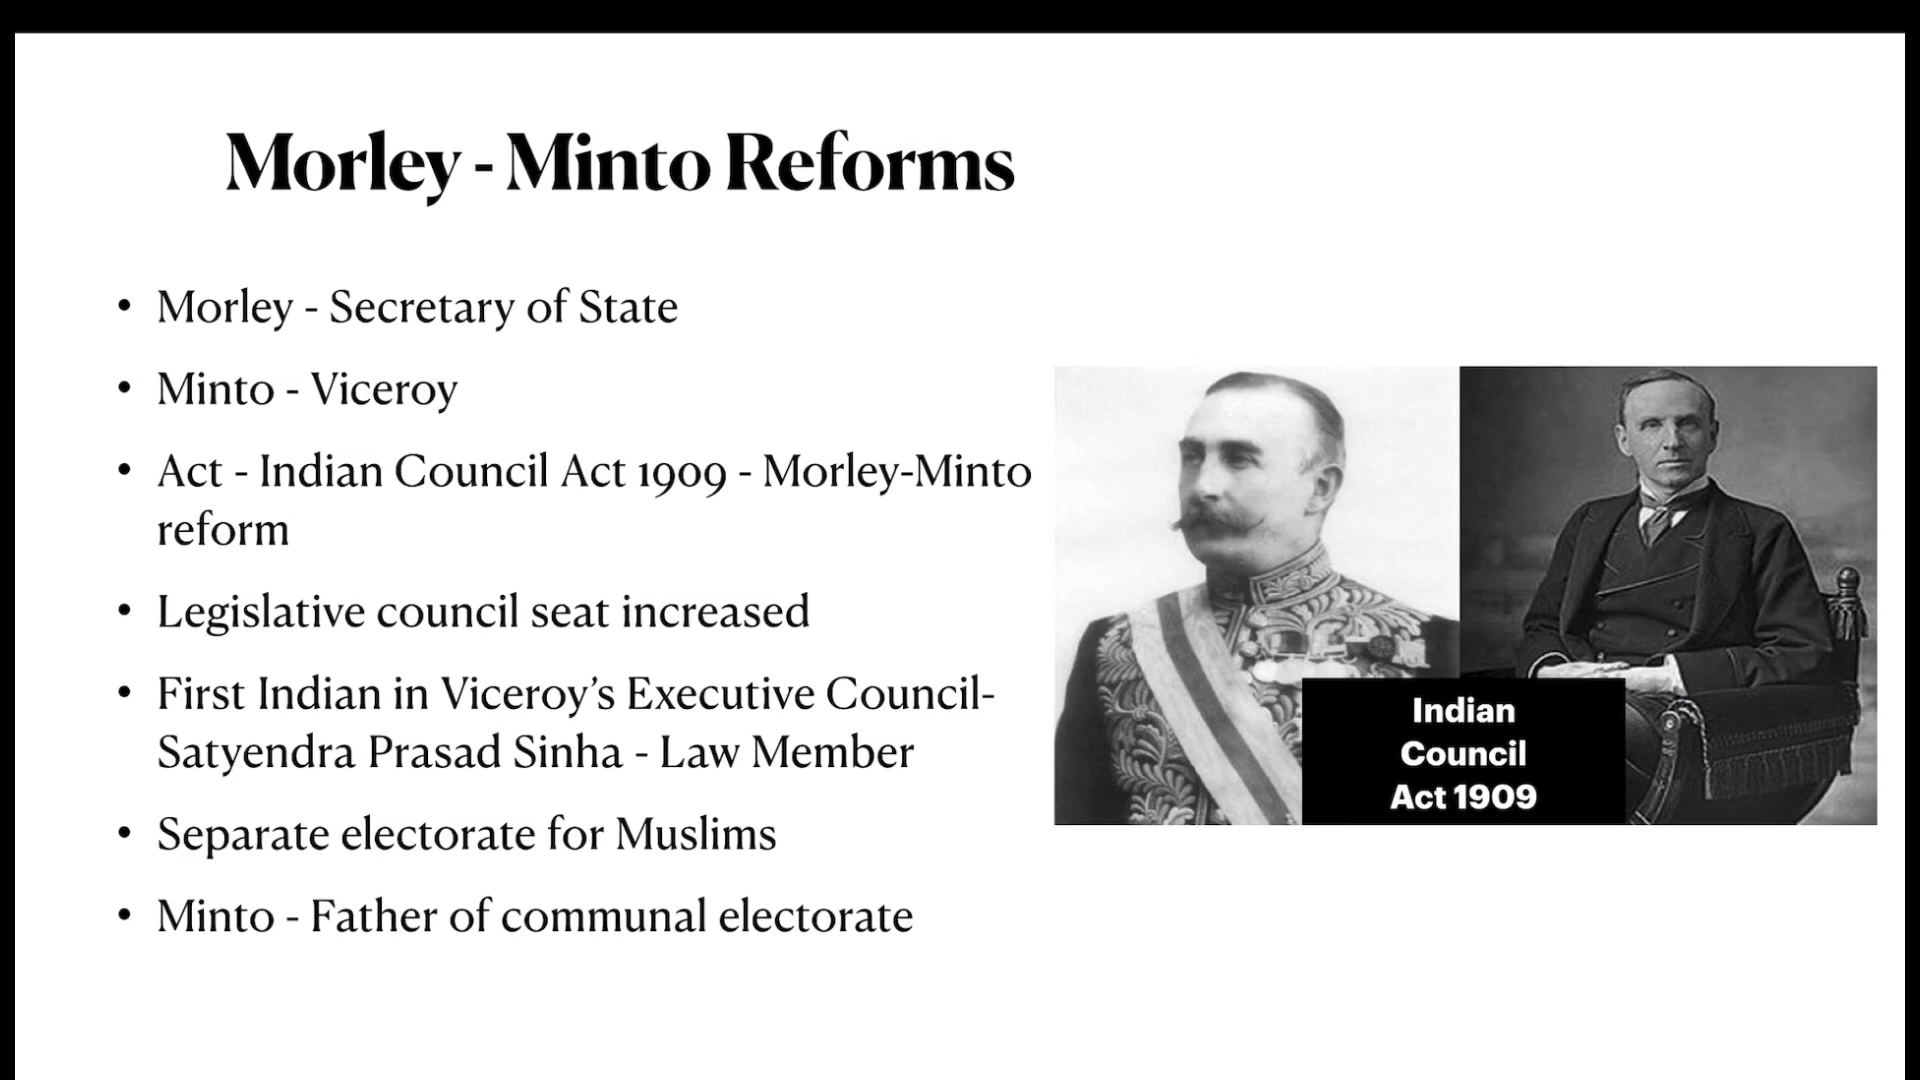 Morley - Minto Reforms
• Morley - Secretary of State
• Minto - Viceroy
• Act - Indian Council Act 1909 - Morley-Minto
reform
• Legislative council seat increased
• First Indian in Viceroy’s Executive Council-
Satyendra Prasad Sinha - Law Member
• Separate electorate for Muslims
• Minto - Father of communal electorate
Indian
Council
Act 1909